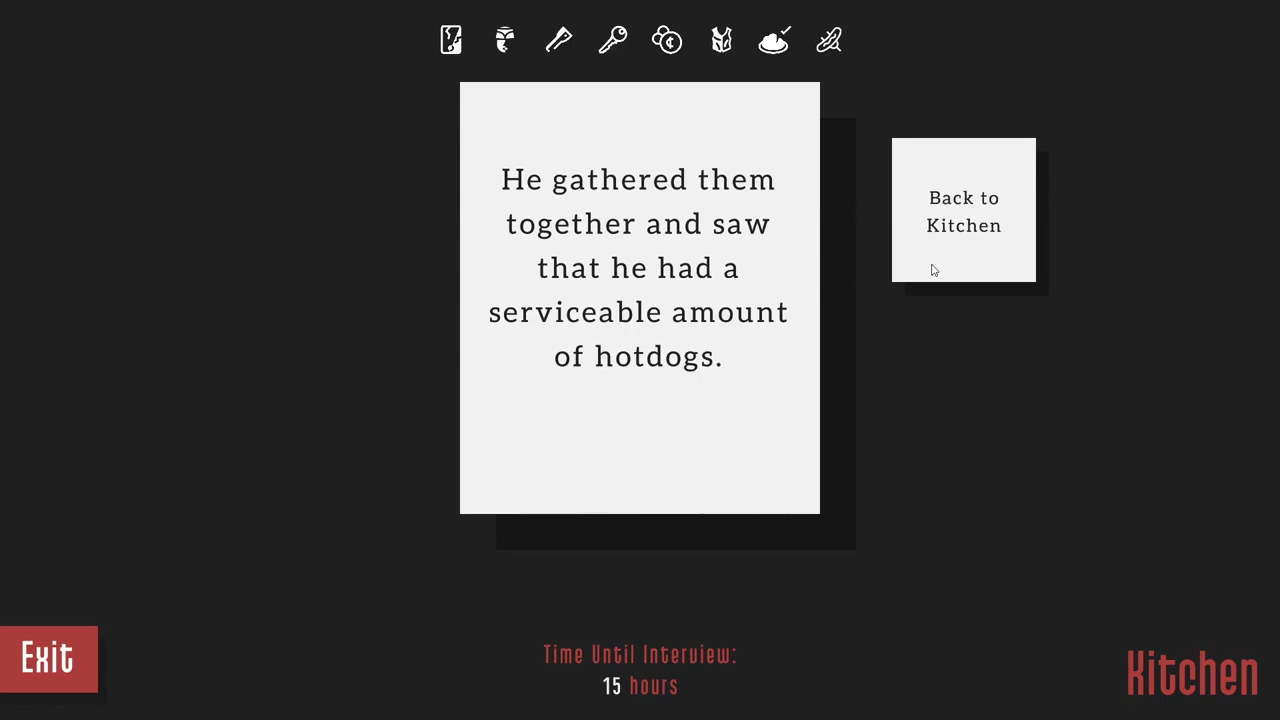 He gathered them
together and saw
that he had a
serviceable amount
of hotdogs.
Back to
Kitchen
Exit
Time Until Interview:
15 hours
Kitchen